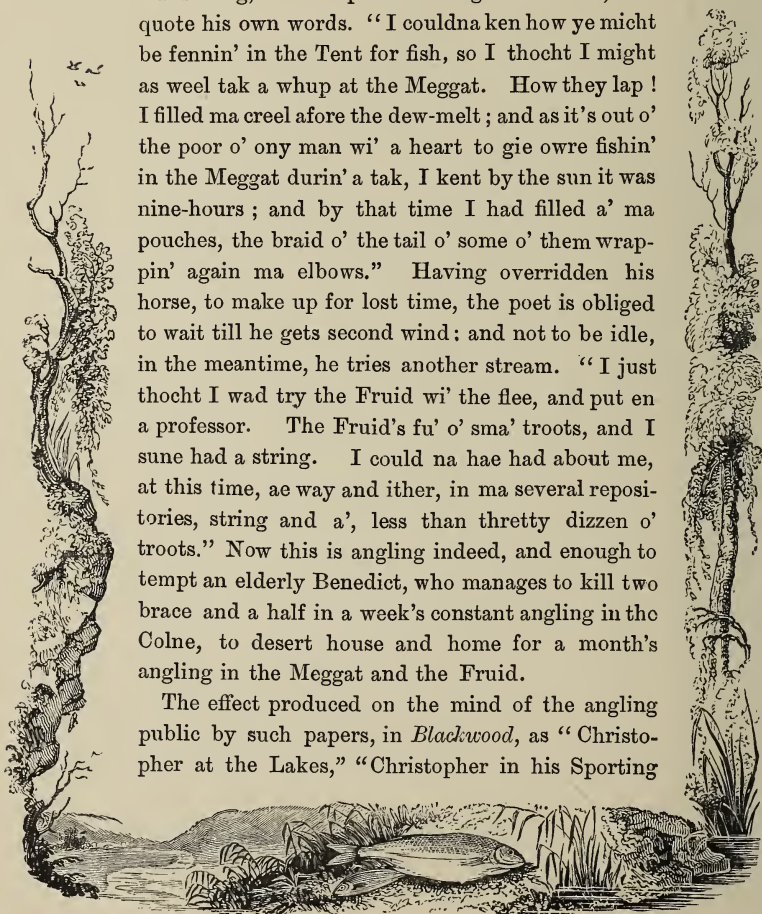 quote his own words. “I couldna ken how ye micht
be fennin’ in the Tent for fish, so I thocht I might
as weel tak a whup at the Meggat. How they lap !
I filled ma creel afore the dew-melt ; and as it’s out o’
the poor o’ ony man wi’ a heart to gie owre fishin’
in the Meggat durin’ a tak, I kent by the sun it was
nine-hours ; and by that time I had filled a’ ma
pouches, the braid o’ the tail o’ some o’ them wrap-
pin’ again ma elbows.” Having overridden his
horse, to make up for lost time, the poet is obliged
to wait till he gets second wind : and not to be idle,
in the meantime, he tries another stream. “I just
thocht I wad try the Fruid wi’ the flee, and put en
a professor. The Fruid’s fu’ o’ sma’ troots, and I
sune had a string. I could na hae had about me,
at this time, ae way and ither, in ma several reposi-
tories, string and a’, less than thretty dizzen o’
troots.” Now this is angling indeed, and enough to
tempt an elderly Benedict, who manages to kill two
brace and a half in a week’s constant angling in the
Colne, to desert house and home for a month’s
angling in the Meggat and the Fruid.
The effect produced on the mind of the angling
public by such papers, in Blackwood, as “Christo-
pher at the Lakes,” “Christopher in his Sporting